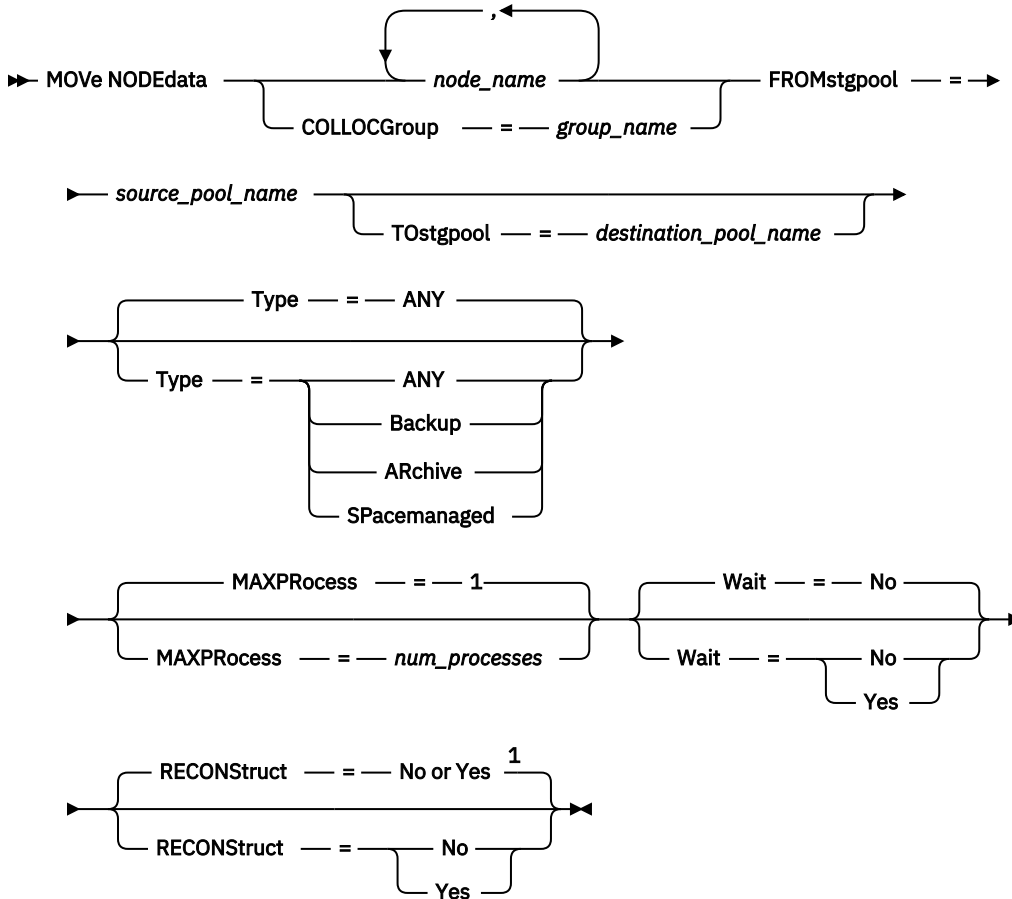 ,
MOVe NODEdata node_name FROMstgpool =
COLLOCGroup = group_name
source_pool_name
TOstgpool = destination_pool_name
Type = ANY
Type = ANY
Backup
ARchive
SPacemanaged
MAXPRocess = 1 Wait = No
MAXPRocess = num_processes Wait = No
Yes
RECONStruct = No or Yes 1
RECONStruct = No
Yes